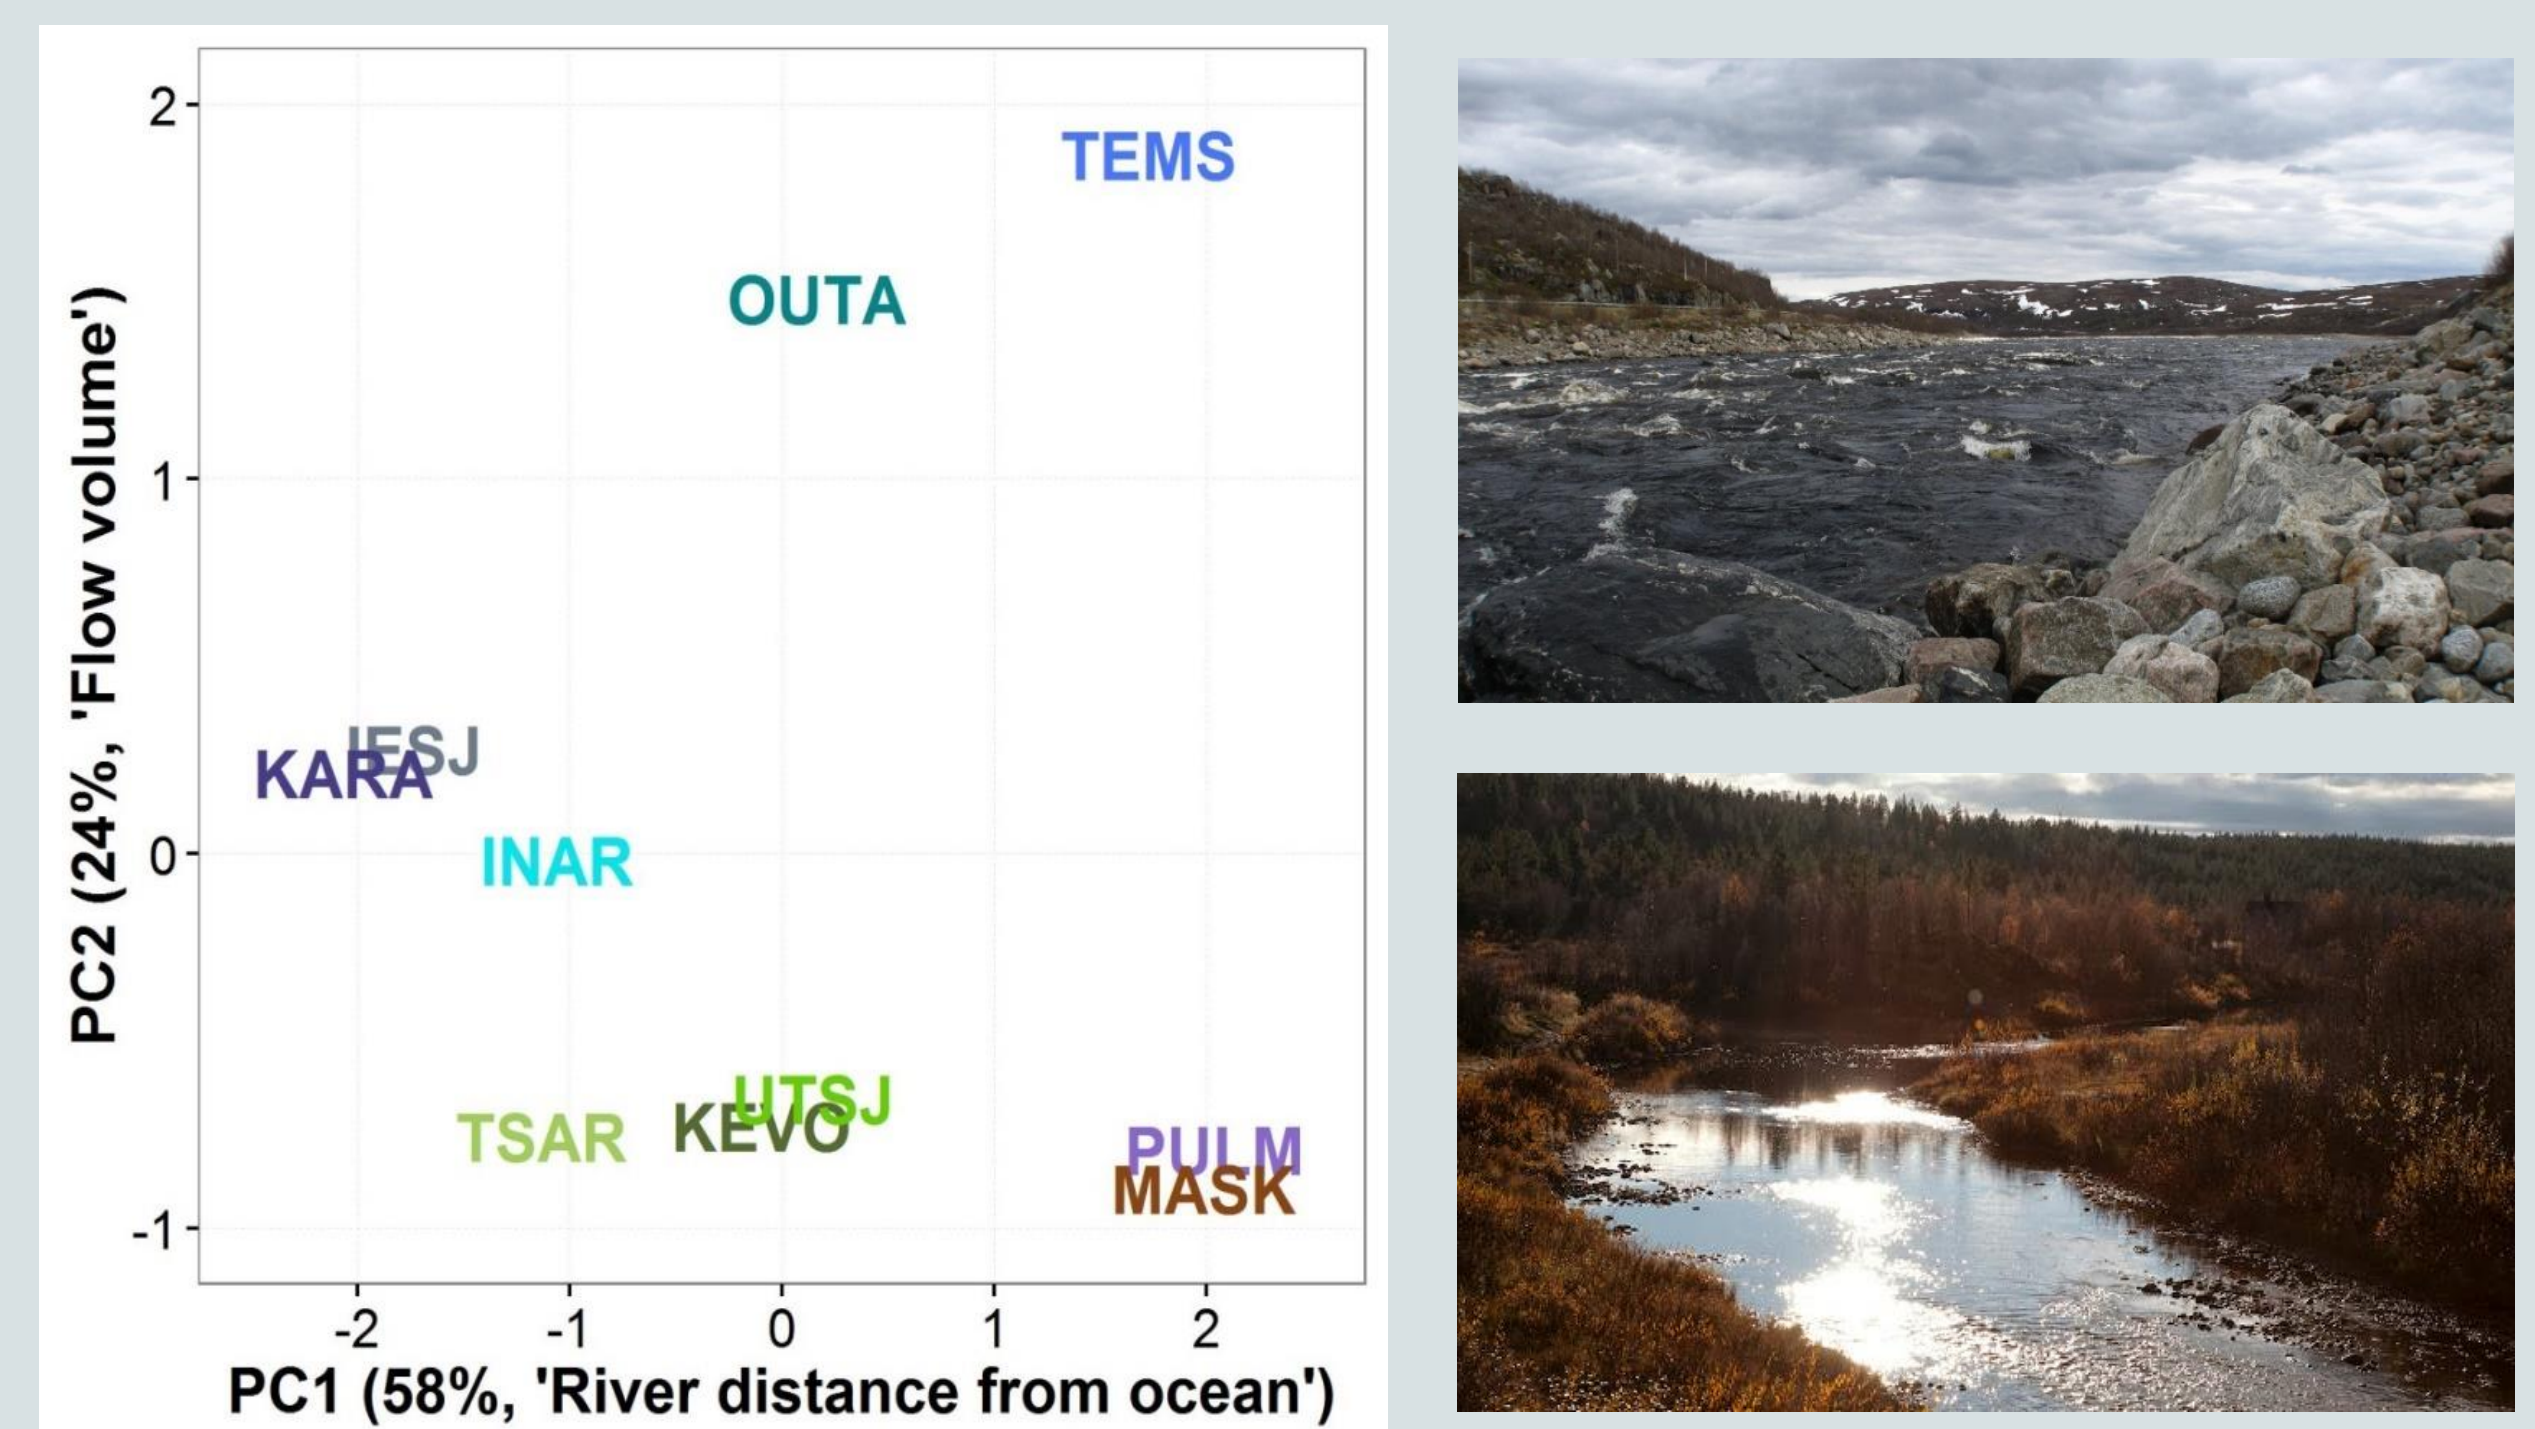 PC2 (24%, 'Flow volume')
2
1
0
-1
TEMS
OUTA
IESJ
KARA
INAR
UTSJ
TSAR
KEVO
PULM
MASK
-2 -1 0 1 2
PC1 (58%, 'River distance from ocean')